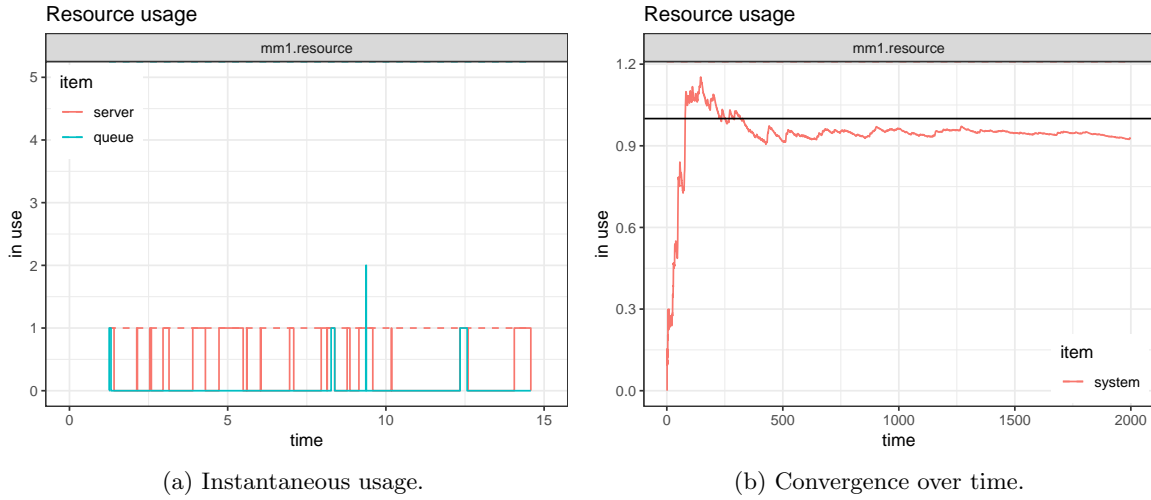 Resource usage
mm1.resource
item
server
queue
in use
5
4
3
2
1
0
0 5 10 15
time
(a) Instantaneous usage.
Resource usage
mm1.resource
in use
1.2
0.9
0.6
0.3
0.0
item
system
0 500 1000 1500 2000
time
(b) Convergence over time.